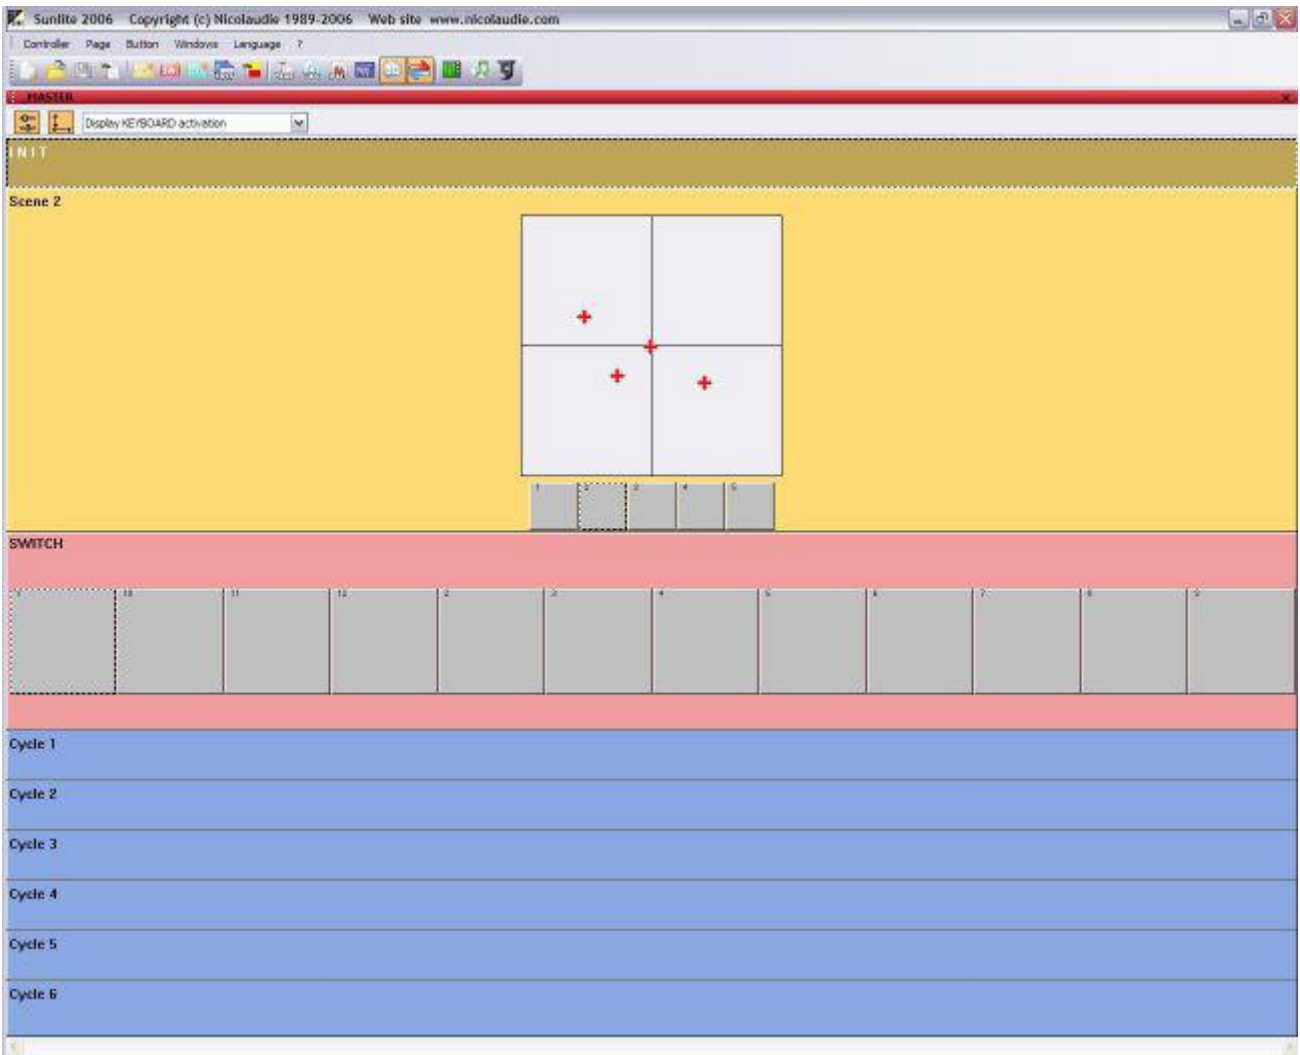 Sunlite 2006 Copyright (c) Nicolaudie 1989-2006 Web site www.nicolaudie.com
Controller Page Button Windows Language ?
MASTER
Display KEYBOARD activation
INIT
Scene 2
1 2 3 4 5
SWITCH
1 10 11 12 2 3 4 5 6 7 8 9
Cycle 1
Cycle 2
Cycle 3
Cycle 4
Cycle 5
Cycle 6